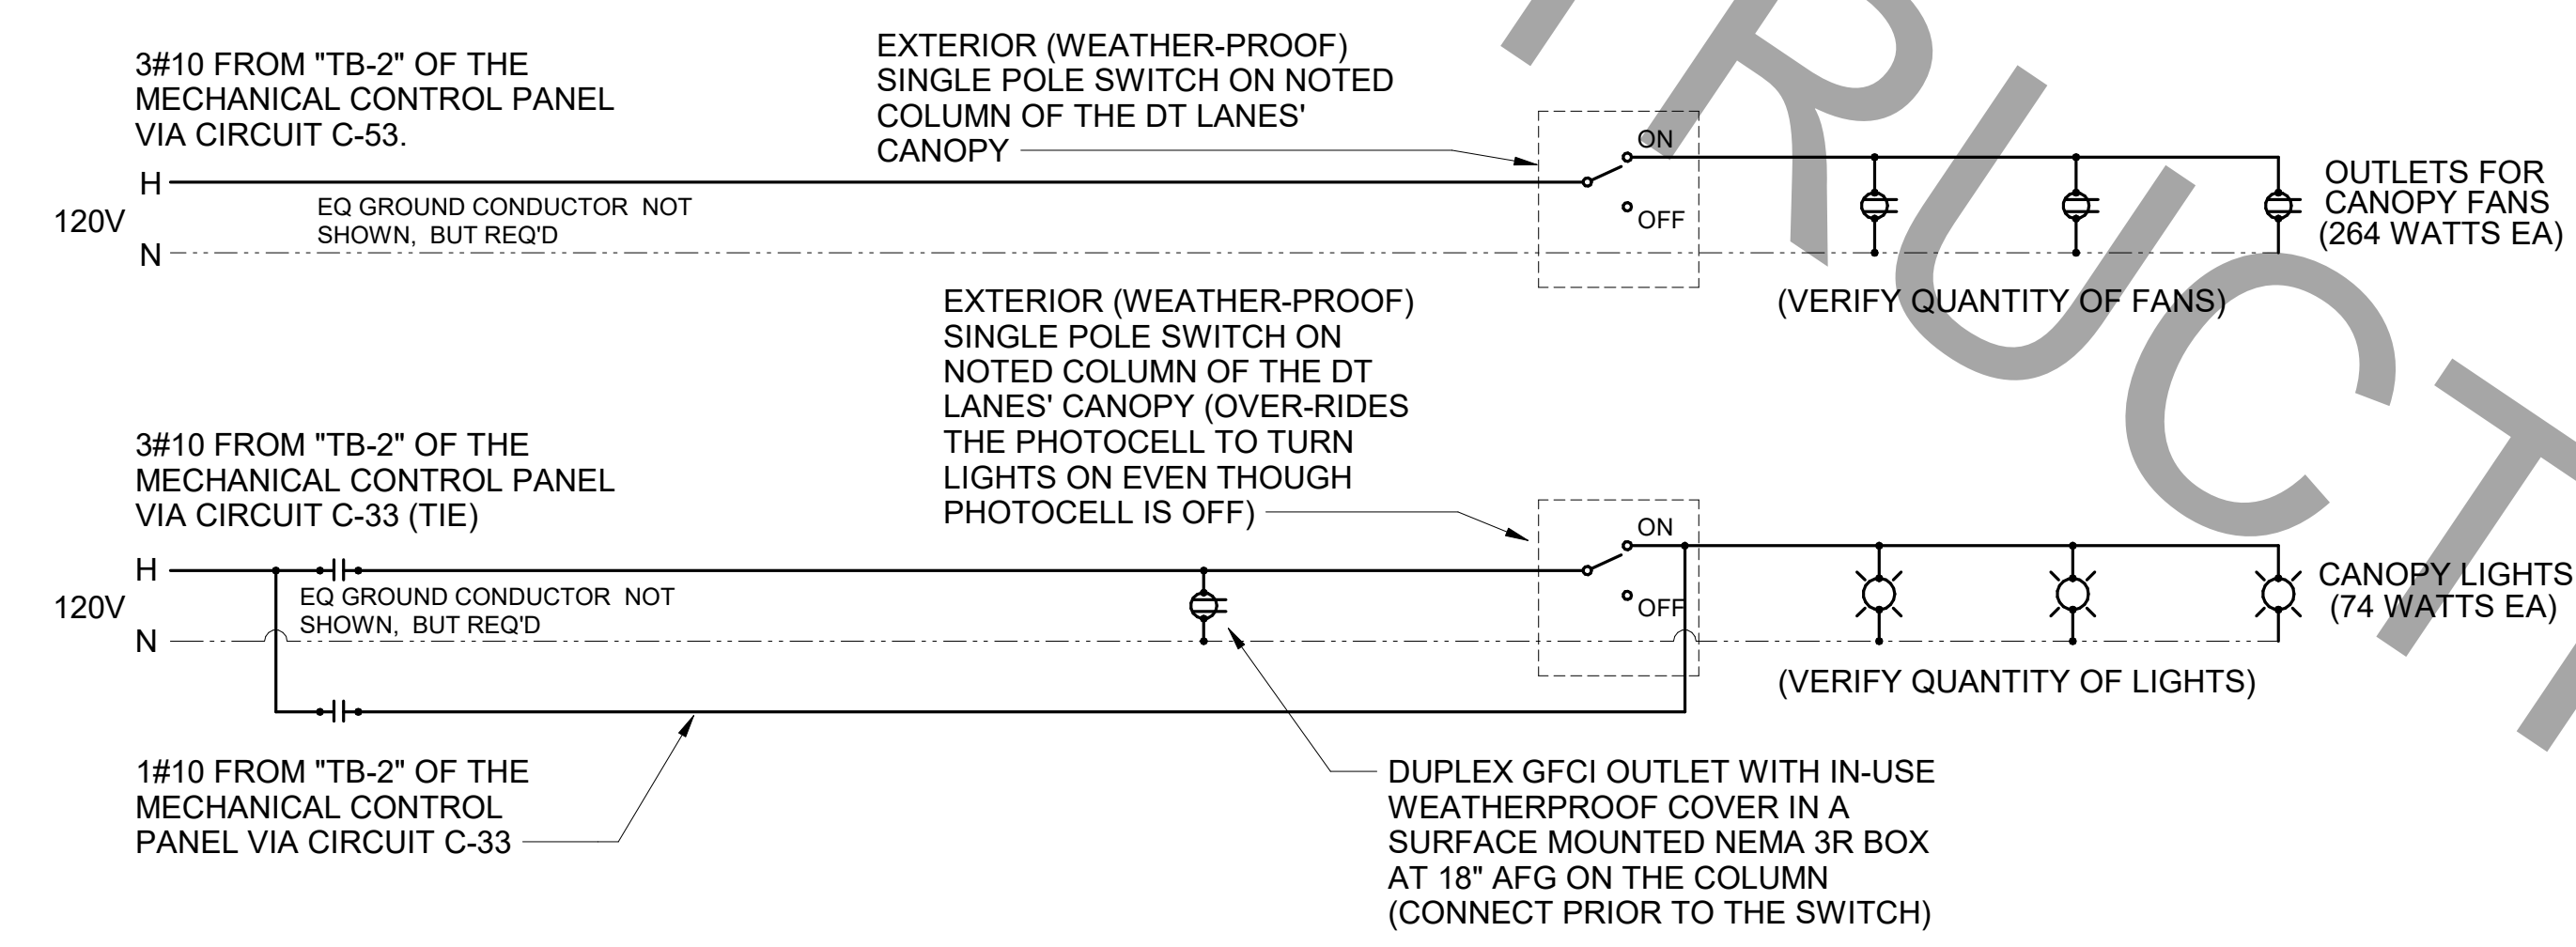 3#10 FROM "TB-2" OF THE
MECHANICAL CONTROL PANEL
VIA CIRCUIT C-53.
EXTERIOR (WEATHER-PROOF)
SINGLE POLE SWITCH ON NOTED
COLUMN OF THE DT LANES'
CANOPY
ON
OFF
H
120V
N
EQ GROUND CONDUCTOR NOT
SHOWN, BUT REQ'D
OUTLETS FOR
CANOPY FANS
(264 WATTS EA)
(VERIFY QUANTITY OF FANS)
EXTERIOR (WEATHER-PROOF)
SINGLE POLE SWITCH ON
NOTED COLUMN OF THE DT
LANES' CANOPY (OVER-RIDES
THE PHOTOCELL TO TURN
LIGHTS ON EVEN THOUGH
PHOTOCELL IS OFF)
3#10 FROM "TB-2" OF THE
MECHANICAL CONTROL PANEL
VIA CIRCUIT C-33 (TIE)
H
120V
N
EQ GROUND CONDUCTOR NOT
SHOWN, BUT REQ'D
ON
OFF
CANOPY LIGHTS
(74 WATTS EA)
(VERIFY QUANTITY OF LIGHTS)
1#10 FROM "TB-2" OF THE
MECHANICAL CONTROL
PANEL VIA CIRCUIT C-33
DUPLEX GFCI OUTLET WITH IN-USE
WEATHERPROOF COVER IN A
SURFACE MOUNTED NEMA 3R BOX
AT 18" AFG ON THE COLUMN
(CONNECT PRIOR TO THE SWITCH)
RUCT